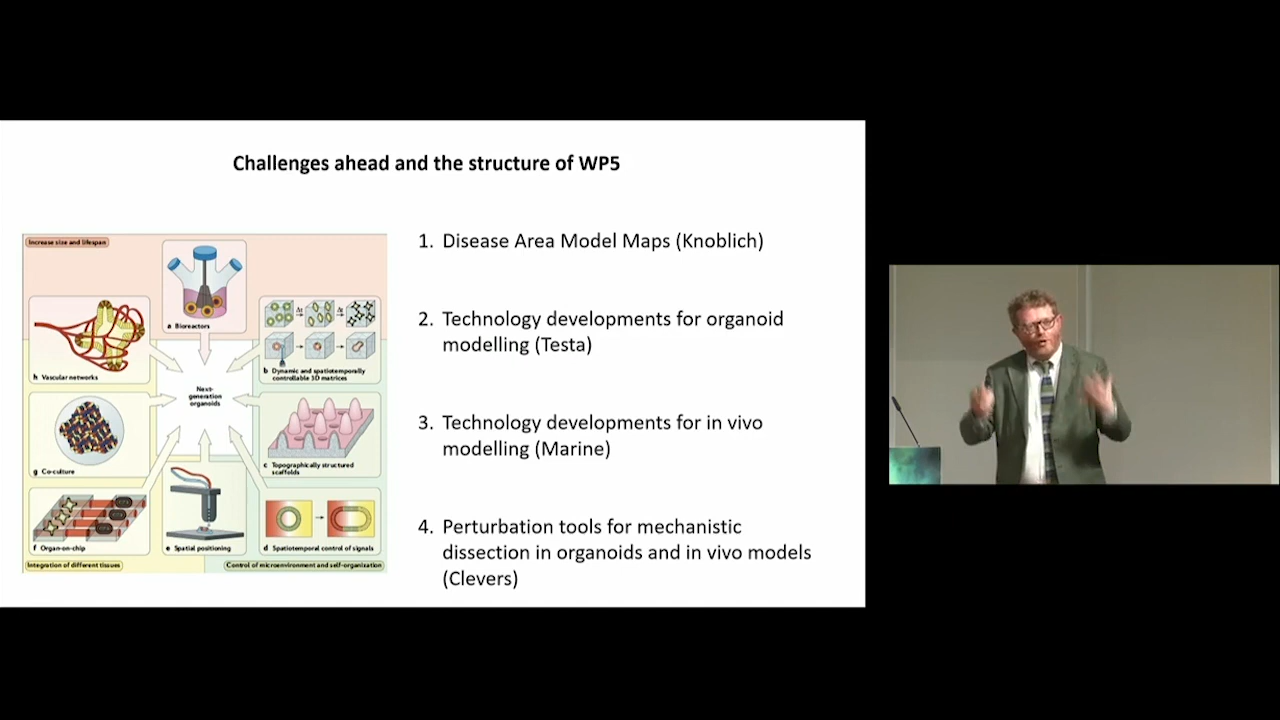 Challenges ahead and the structure of WP5
Increase size and lifespan
a Bioreactors
h Vascular networks
Δt
Δt
b Dynamic and spatiotemporally
controllable 3D matrices
Next-
generation
organoids
g Co-culture
c Topographically structured
scaffolds
f Organ-on-chip
e Spatial positioning
d Spatiotemporal control of signals
Integration of different tissues
Control of microenvironment and self-organization
1. Disease Area Model Maps (Knoblich)
2. Technology developments for organoid
modelling (Testa)
3. Technology developments for in vivo
modelling (Marine)
4. Perturbation tools for mechanistic
dissection in organoids and in vivo models
(Clevers)